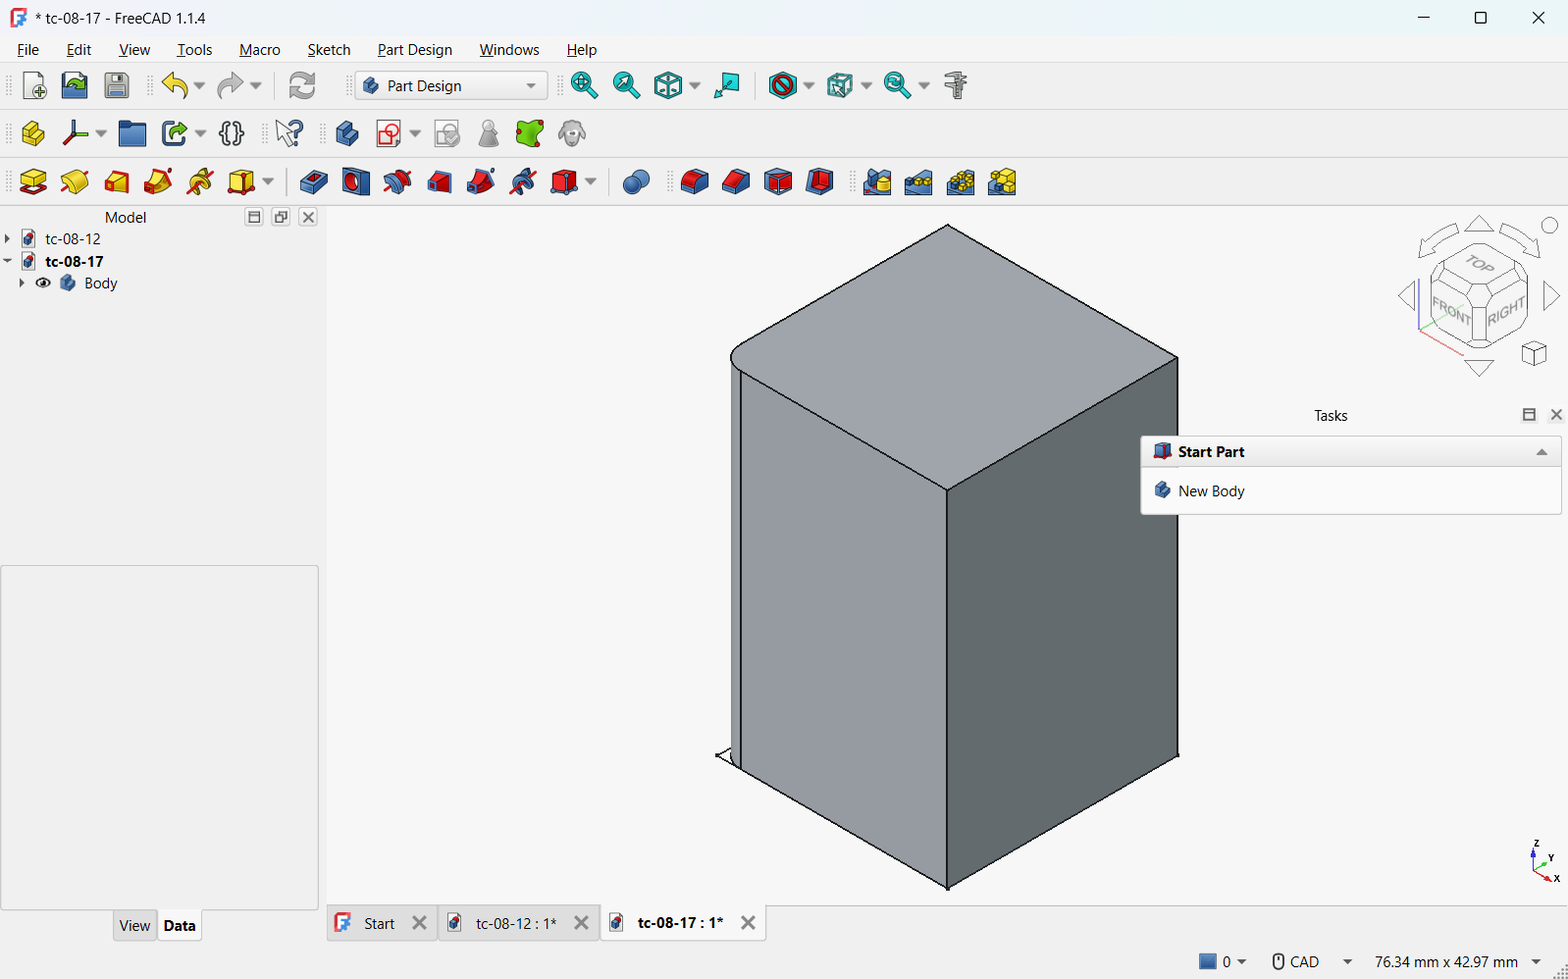 * tc-08-17 - FreeCAD 1.1.4
File Edit View Tools Macro Sketch Part Design Windows Help
Part Design
Model
tc-08-12
tc-08-17
Body
TOP
FRONT RIGHT
Tasks
Start Part
New Body
Z
Y
X
View Data
Start tc-08-12 : 1* tc-08-17 : 1*
0 CAD 76.34 mm x 42.97 mm